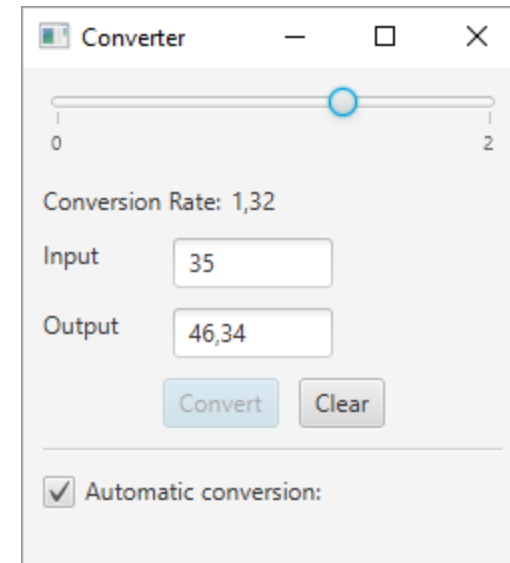 Converter
0 2
Conversion Rate: 1,32
Input 35
Output 46,34
Convert Clear
Automatic conversion: